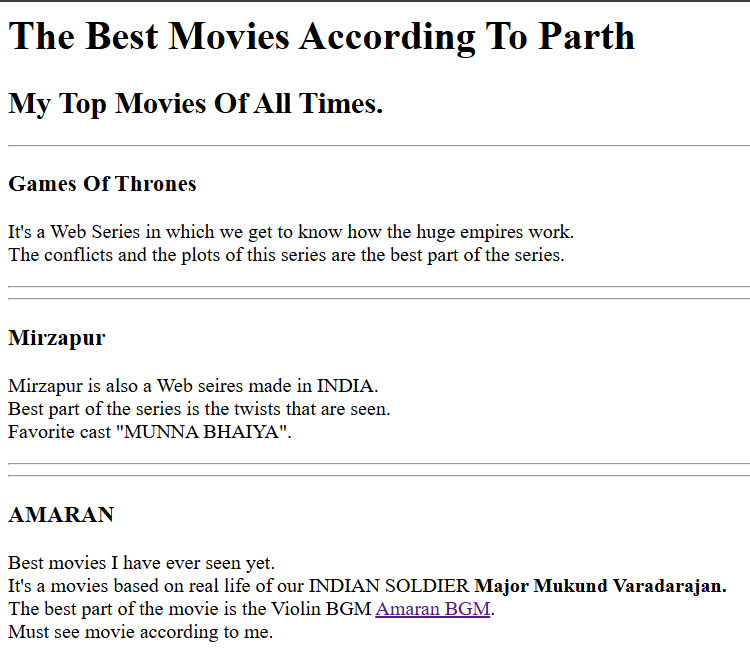 The Best Movies According To Parth
My Top Movies Of All Times.
Games Of Thrones
It's a Web Series in which we get to know how the huge empires work.
The conflicts and the plots of this series are the best part of the series.
Mirzapur
Mirzapur is also a Web seires made in INDIA.
Best part of the series is the twists that are seen.
Favorite cast "MUNNA BHAIYA".
AMARAN
Best movies I have ever seen yet.
It's a movies based on real life of our INDIAN SOLDIER Major Mukund Varadarajan.
The best part of the movie is the Violin BGM Amaran BGM.
Must see movie according to me.